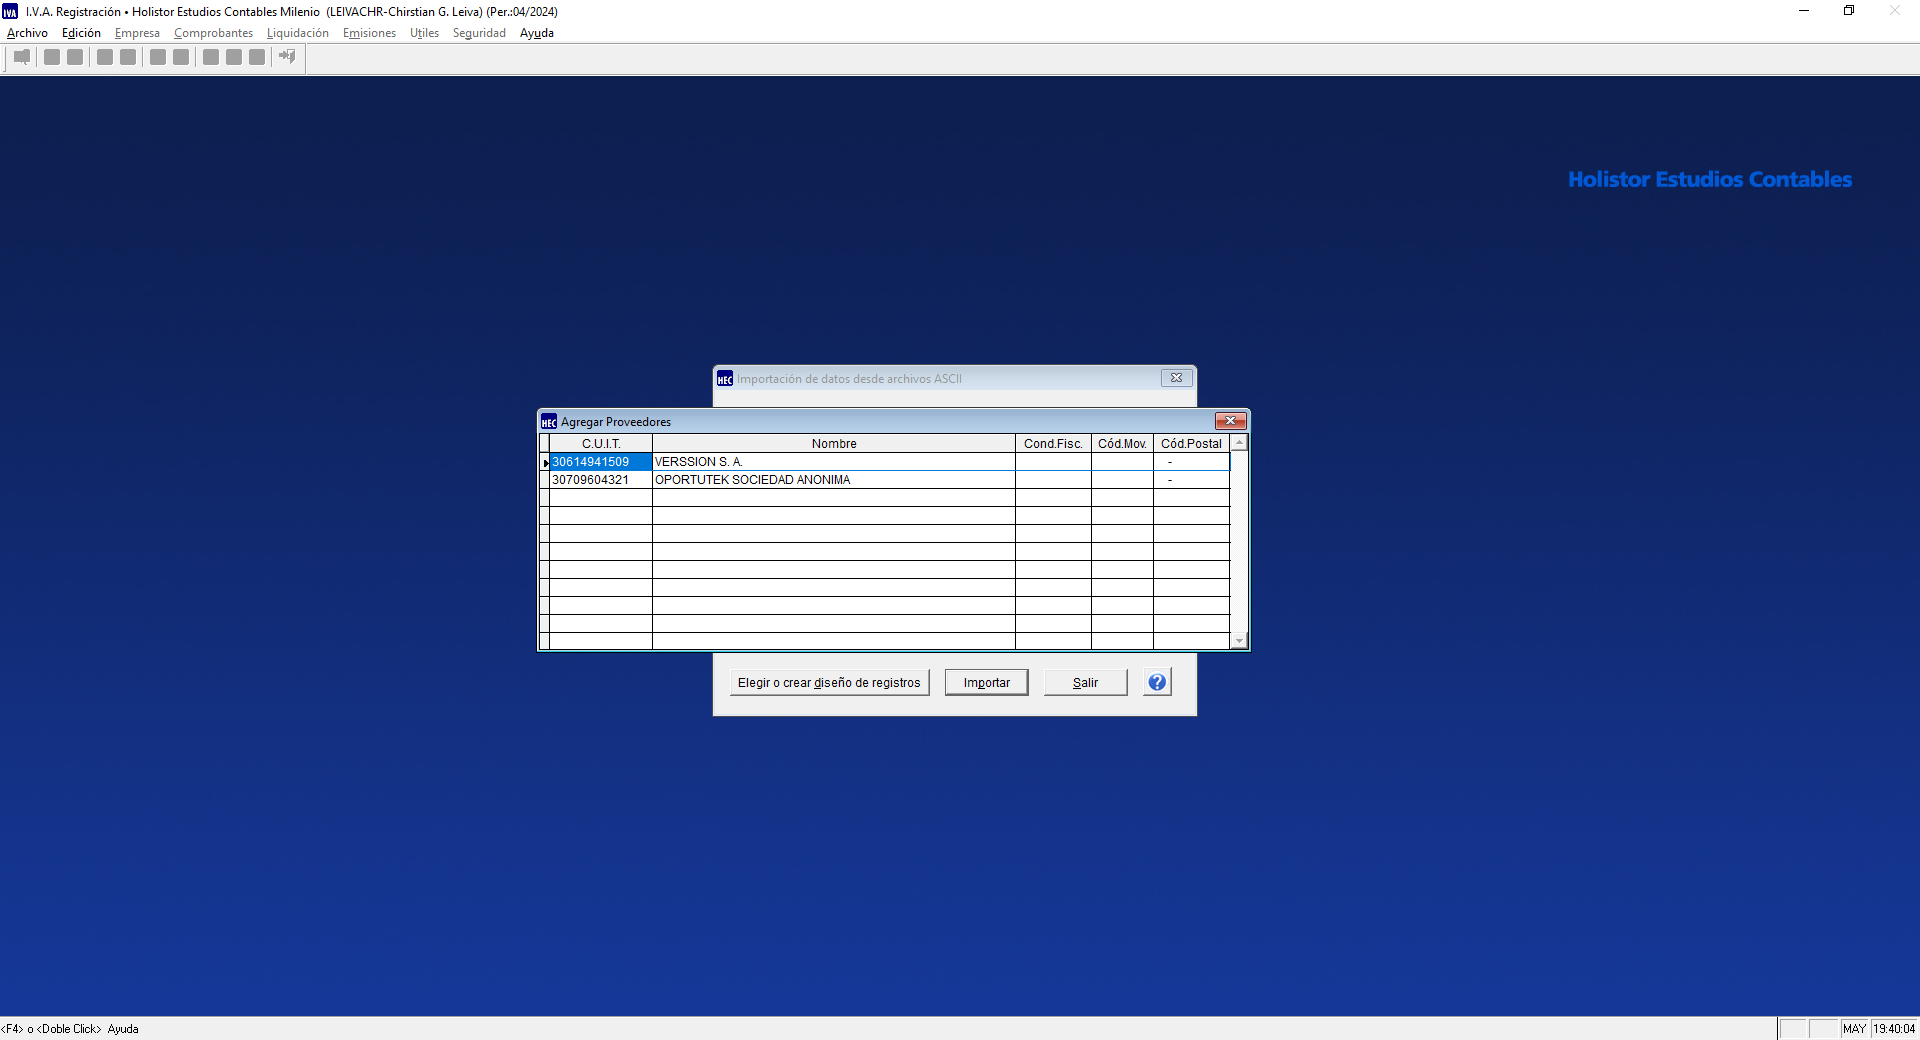 IVA I.V.A. Registración • Holistor Estudios Contables Milenio (LEIVACHR-Chirstian G. Leiva) (Per.:04/2024)
Archivo Edición Empresa Comprobantes Liquidación Emisiones Utiles Seguridad Ayuda
Holistor Estudios Contables
HEC Importación de datos desde archivos ASCII
HEC Agregar Proveedores
C.U.I.T. Nombre Cond.Fisc. Cód.Mov. Cód.Postal
30614941509 VERSSION S. A. -
30709604321 OPORTUTEK SOCIEDAD ANONIMA -
Elegir o crear diseño de registros Importar Salir ?
<F4> o <Doble Click> Ayuda MAY 19:40:04